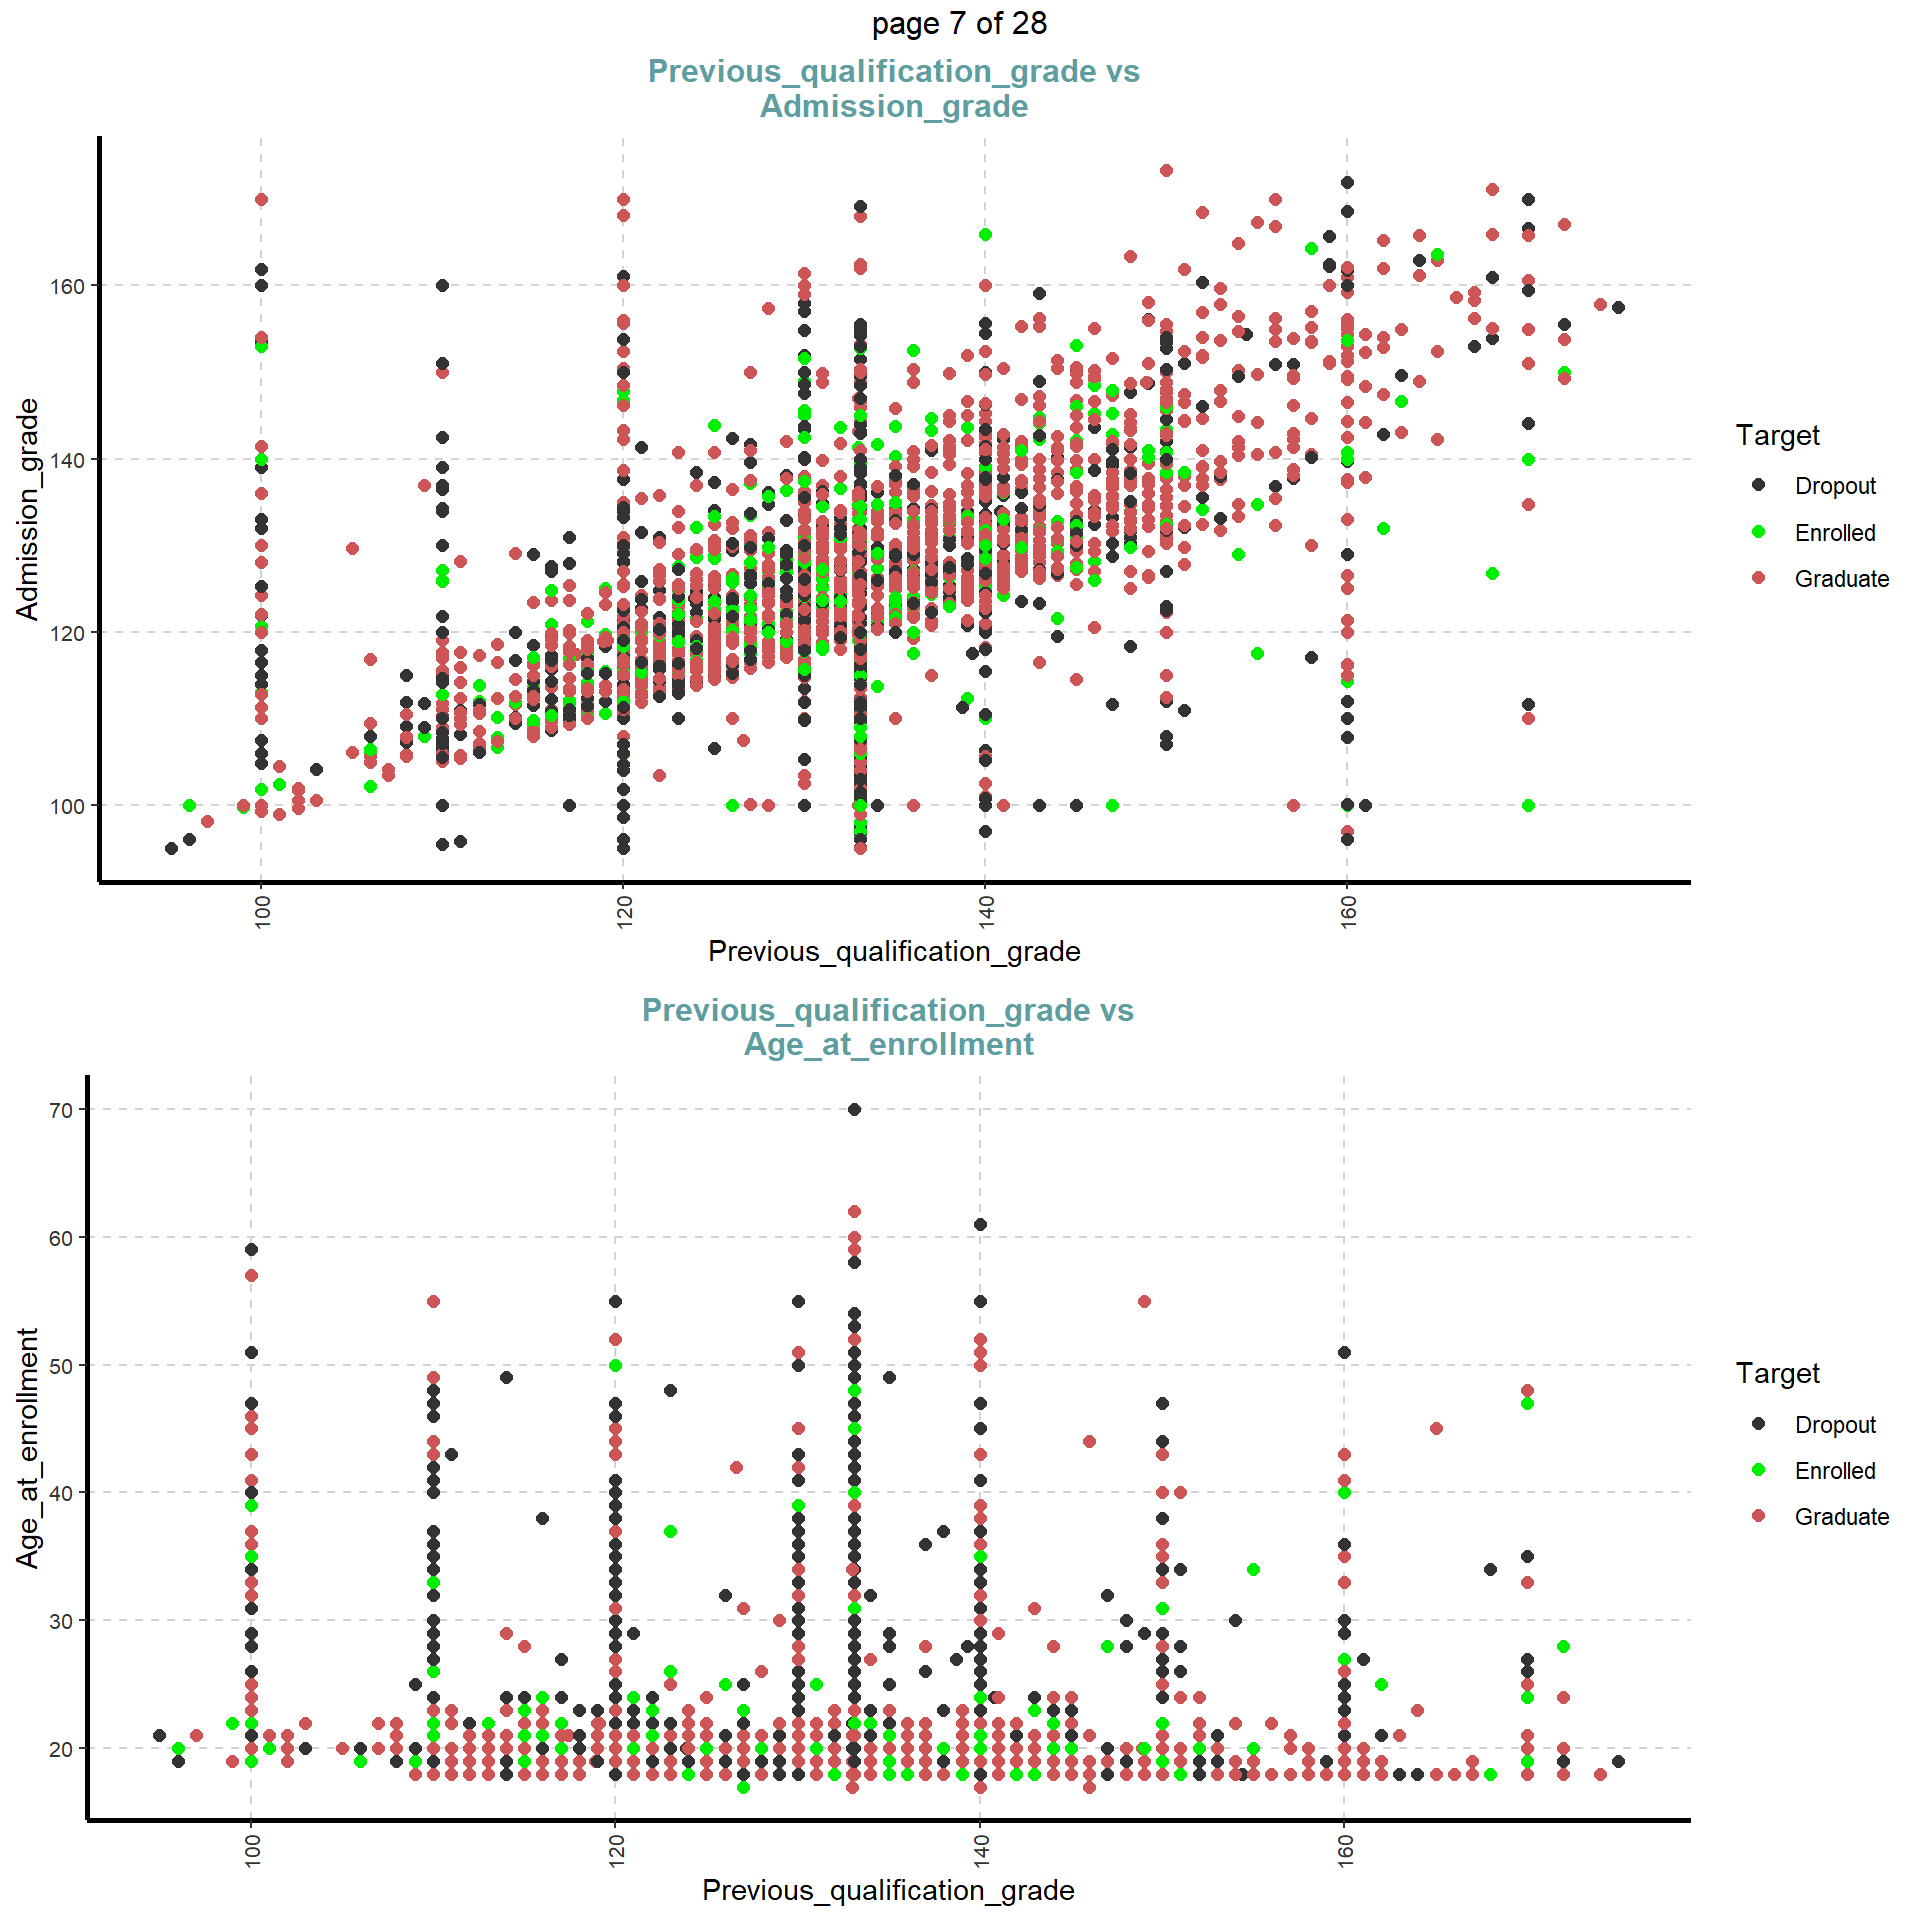 page 7 of 28
Previous_qualification_grade vs
Admission_grade
Admission_grade
160
140
120
100
100
120
140
160
Previous_qualification_grade
Target
Dropout
Enrolled
Graduate
Previous_qualification_grade vs
Age_at_enrollment
Age_at_enrollment
70
60
50
40
30
20
100
120
140
160
Previous_qualification_grade
Target
Dropout
Enrolled
Graduate